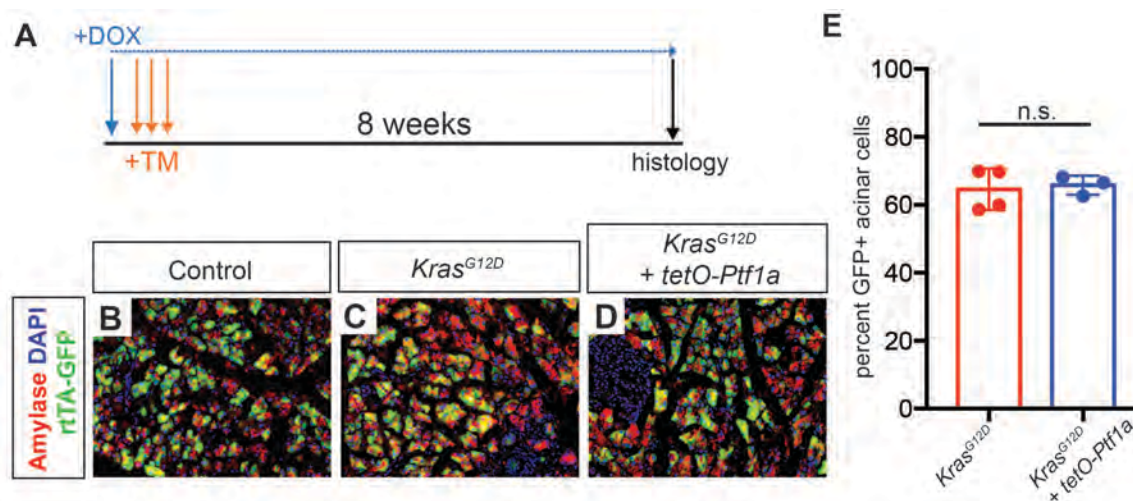 A
+DOX
8 weeks
+TM
histology
Control
Kras^G12D
Kras^G12D
+ tetO-Ptf1a
Amylase DAPI
rtTA-GFP
B
C
D
E
n.s.
percent GFP+ acinar cells
100
80
60
40
20
0
Kras^G12D
Kras^G12D
+ tetO-Ptf1a